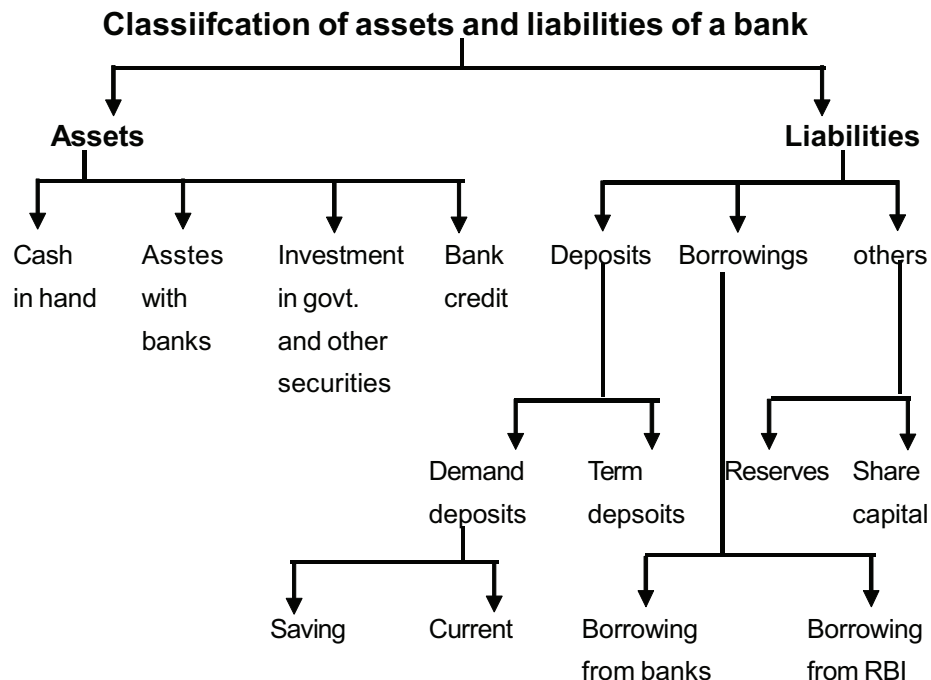 Classiifcation of assets and liabilities of a bank
Assets
Liabilities
Cash
in hand
Asstes
with
banks
Investment
in govt.
and other
securities
Bank
credit
Deposits
Borrowings
others
Demand
deposits
Term
depsoits
Reserves
Share
capital
Saving
Current
Borrowing
from banks
Borrowing
from RBI